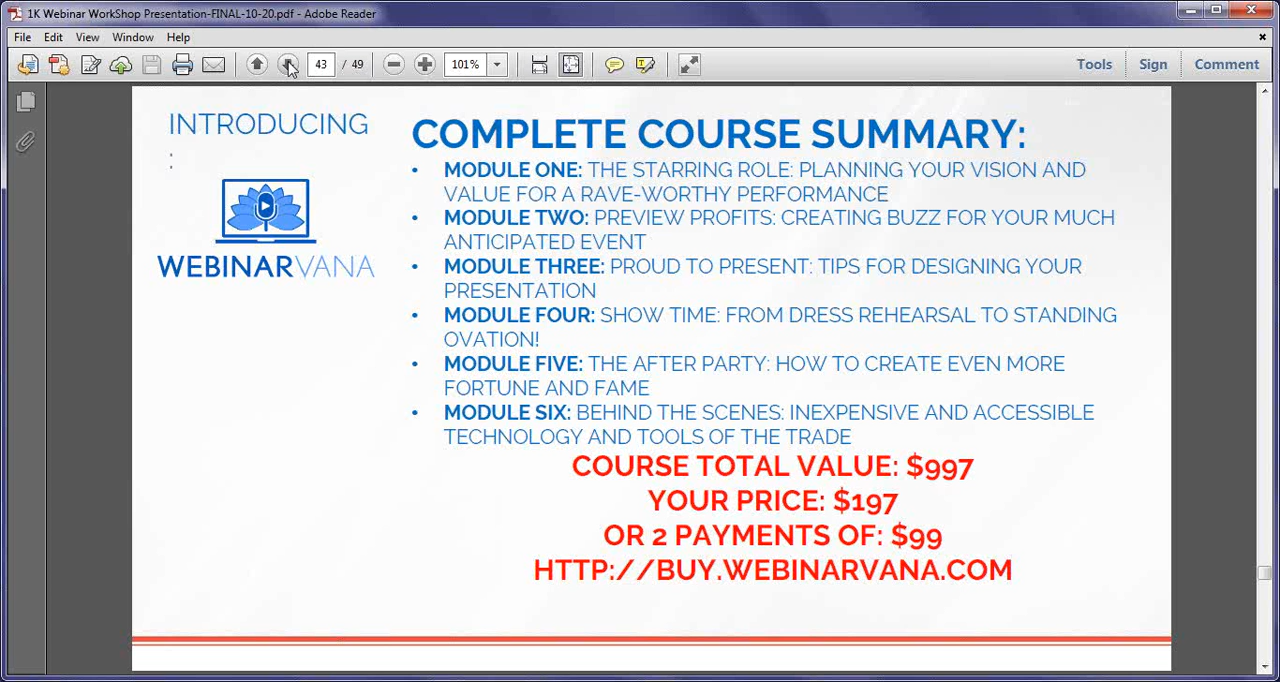 1K Webinar WorkShop Presentation-FINAL-10-20.pdf - Adobe Reader
File Edit View Window Help
43 / 49 101% Tools Sign Comment
INTRODUCING
:
WEBINARVANA
COMPLETE COURSE SUMMARY:
• MODULE ONE: THE STARRING ROLE: PLANNING YOUR VISION AND
VALUE FOR A RAVE-WORTHY PERFORMANCE
• MODULE TWO: PREVIEW PROFITS: CREATING BUZZ FOR YOUR MUCH
ANTICIPATED EVENT
• MODULE THREE: PROUD TO PRESENT: TIPS FOR DESIGNING YOUR
PRESENTATION
• MODULE FOUR: SHOW TIME: FROM DRESS REHEARSAL TO STANDING
OVATION!
• MODULE FIVE: THE AFTER PARTY: HOW TO CREATE EVEN MORE
FORTUNE AND FAME
• MODULE SIX: BEHIND THE SCENES: INEXPENSIVE AND ACCESSIBLE
TECHNOLOGY AND TOOLS OF THE TRADE
COURSE TOTAL VALUE: $997
YOUR PRICE: $197
OR 2 PAYMENTS OF: $99
HTTP://BUY.WEBINARVANA.COM